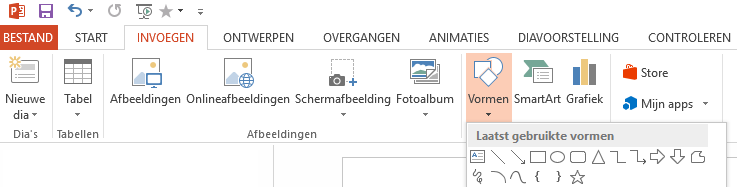 BESTAND START INVOEGEN ONTWERPEN OVERGANGEN ANIMATIES DIAVOORSTELLING CONTROLEREN
Nieuwe
dia
Dia's
Tabel
Tabellen
Afbeeldingen Onlineafbeeldingen Schermafbeelding Fotoalbum
Afbeeldingen
Vormen SmartArt Grafiek
Store
Mijn apps
Laatst gebruikte vormen